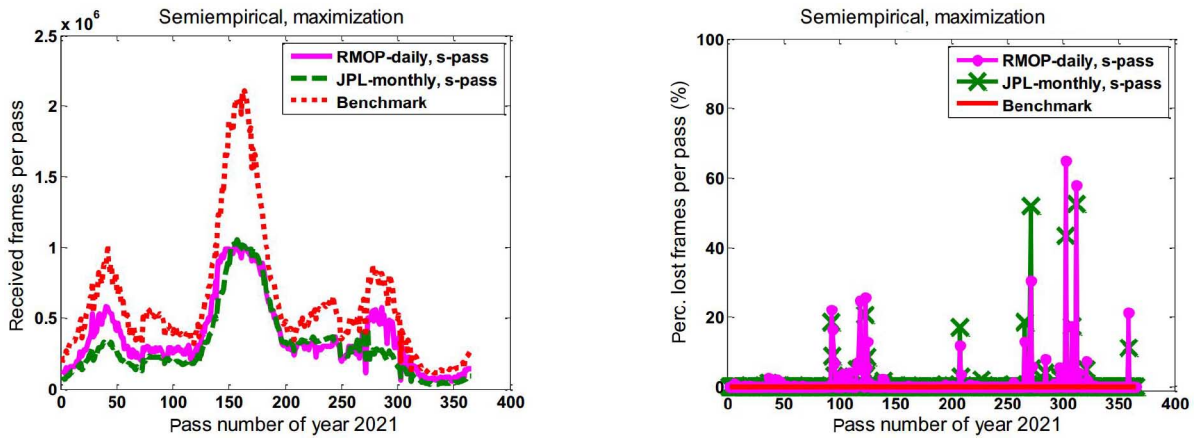 Semiempirical, maximization
x 10^6
2.5
2
1.5
1
0.5
0
0 50 100 150 200 250 300 350 400
Received frames per pass
Pass number of year 2021
RMOP-daily, s-pass
JPL-monthly, s-pass
Benchmark
Semiempirical, maximization
100
80
60
40
20
0
0 50 100 150 200 250 300 350 400
Perc. lost frames per pass (%)
Pass number of year 2021
RMOP-daily, s-pass
JPL-monthly, s-pass
Benchmark